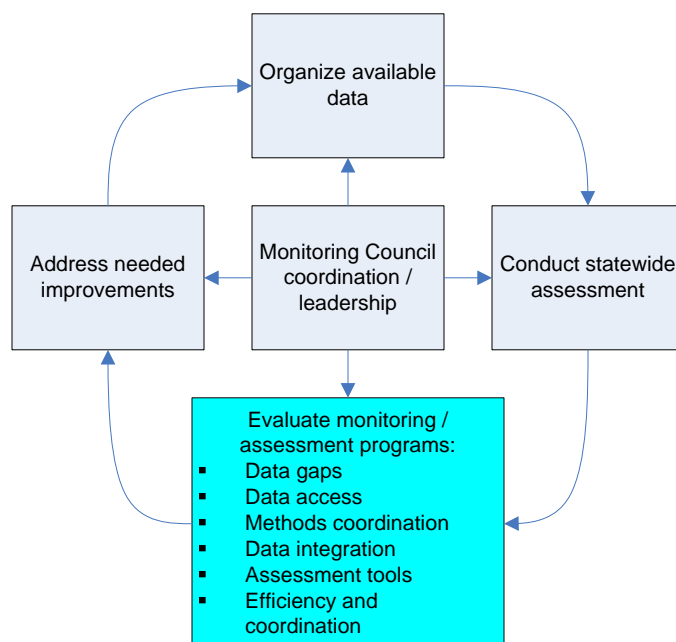 Organize available
data
Address needed
improvements
Monitoring Council
coordination /
leadership
Conduct statewide
assessment
Evaluate monitoring /
assessment programs:
▪ Data gaps
▪ Data access
▪ Methods coordination
▪ Data integration
▪ Assessment tools
▪ Efficiency and
coordination